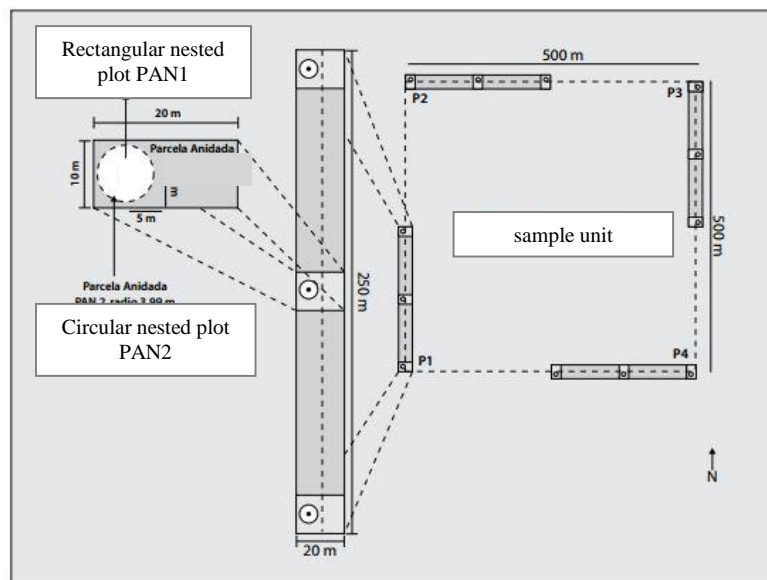 Rectangular nested
plot PAN1
20 m
Parcela Anidada
10 m
5 m
Parcela Anidada
PAN 2 radio 3.99 m
Circular nested plot
PAN2
250 m
20 m
500 m
P2
P3
sample unit
500 m
P1
P4
N